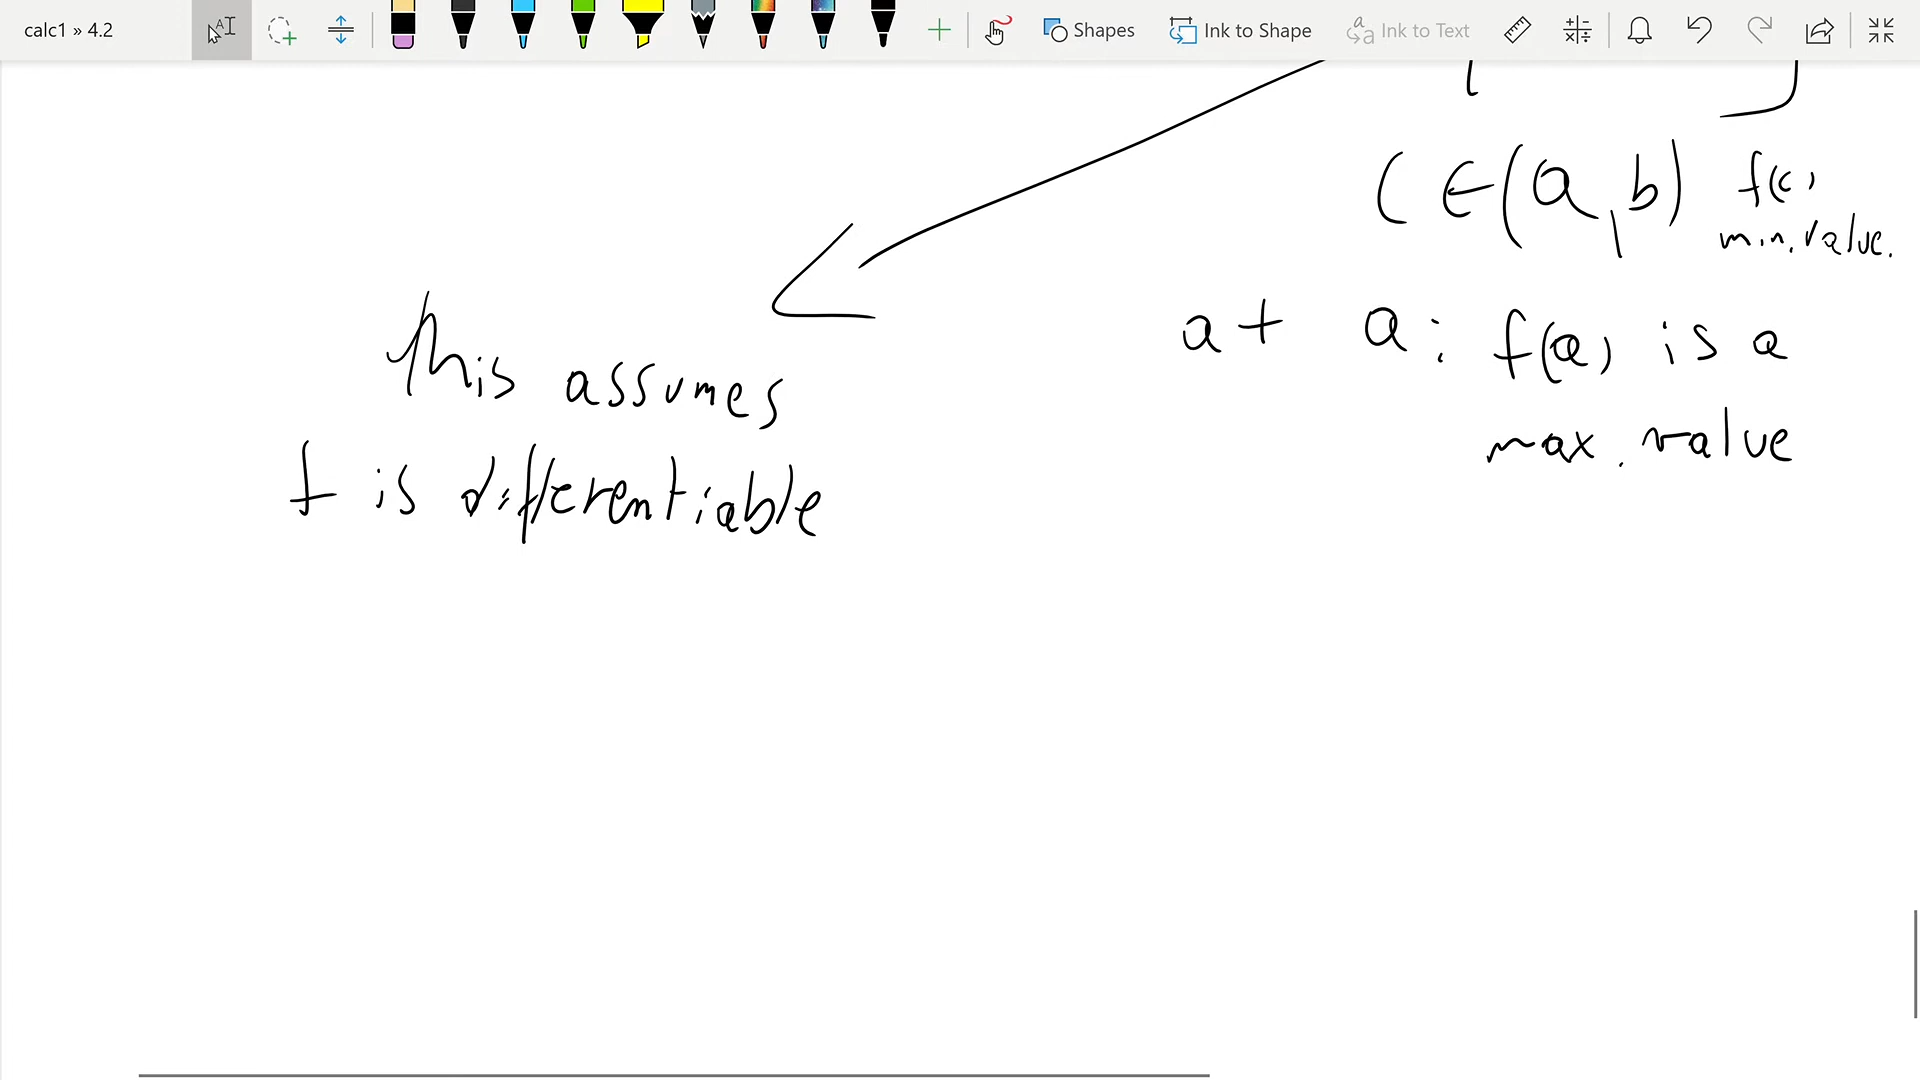 calc1 » 4.2
Shapes
Ink to Shape
Ink to Text
c ∈ (a, b) f(c)
min. value.
at a: f(a) is a
max. value
this assumes
f is differentiable